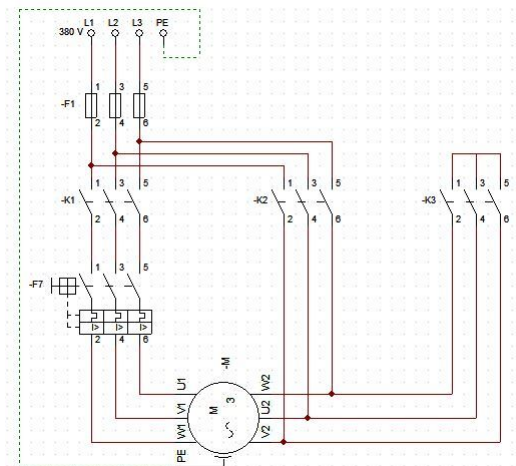 L1 L2 L3 PE
380 V
1 3 5
-F1
2 4 6
1 3 5 1 3 5 1 3 5
-K1 -K2 -K3
2 4 6 2 4 6 2 4 6
1 3 5
-F7
I> I> I>
2 4 6
-M
U1 W2
M 3
V1 U2
W1 V2
PE